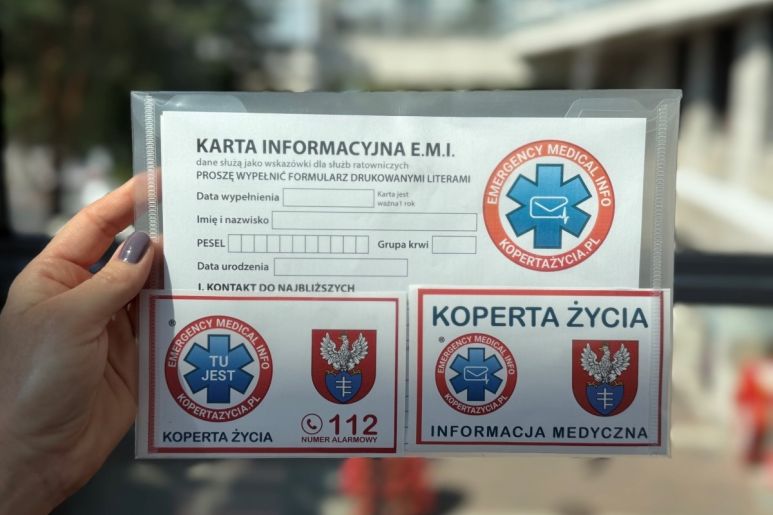 KARTA INFORMACYJNA E.M.I.
dane służą jako wskazówki dla służb ratowniczych
PROSZĘ WYPEŁNIĆ FORMULARZ DRUKOWANYMI LITERAMI
Data wypełnienia
Karta jest
ważna 1 rok
Imię i nazwisko
PESEL Grupa krwi
Data urodzenia
I. KONTAKT DO NAJBLIŻSZYCH
EMERGENCY MEDICAL INFO
KOPERTAZYCIA.PL
®
EMERGENCY MEDICAL INFO
TU
JEST
KOPERTAZYCIA.PL
KOPERTA ŻYCIA
112
NUMER ALARMOWY
KOPERTA ŻYCIA
®
EMERGENCY MEDICAL INFO
KOPERTAZYCIA.PL
INFORMACJA MEDYCZNA